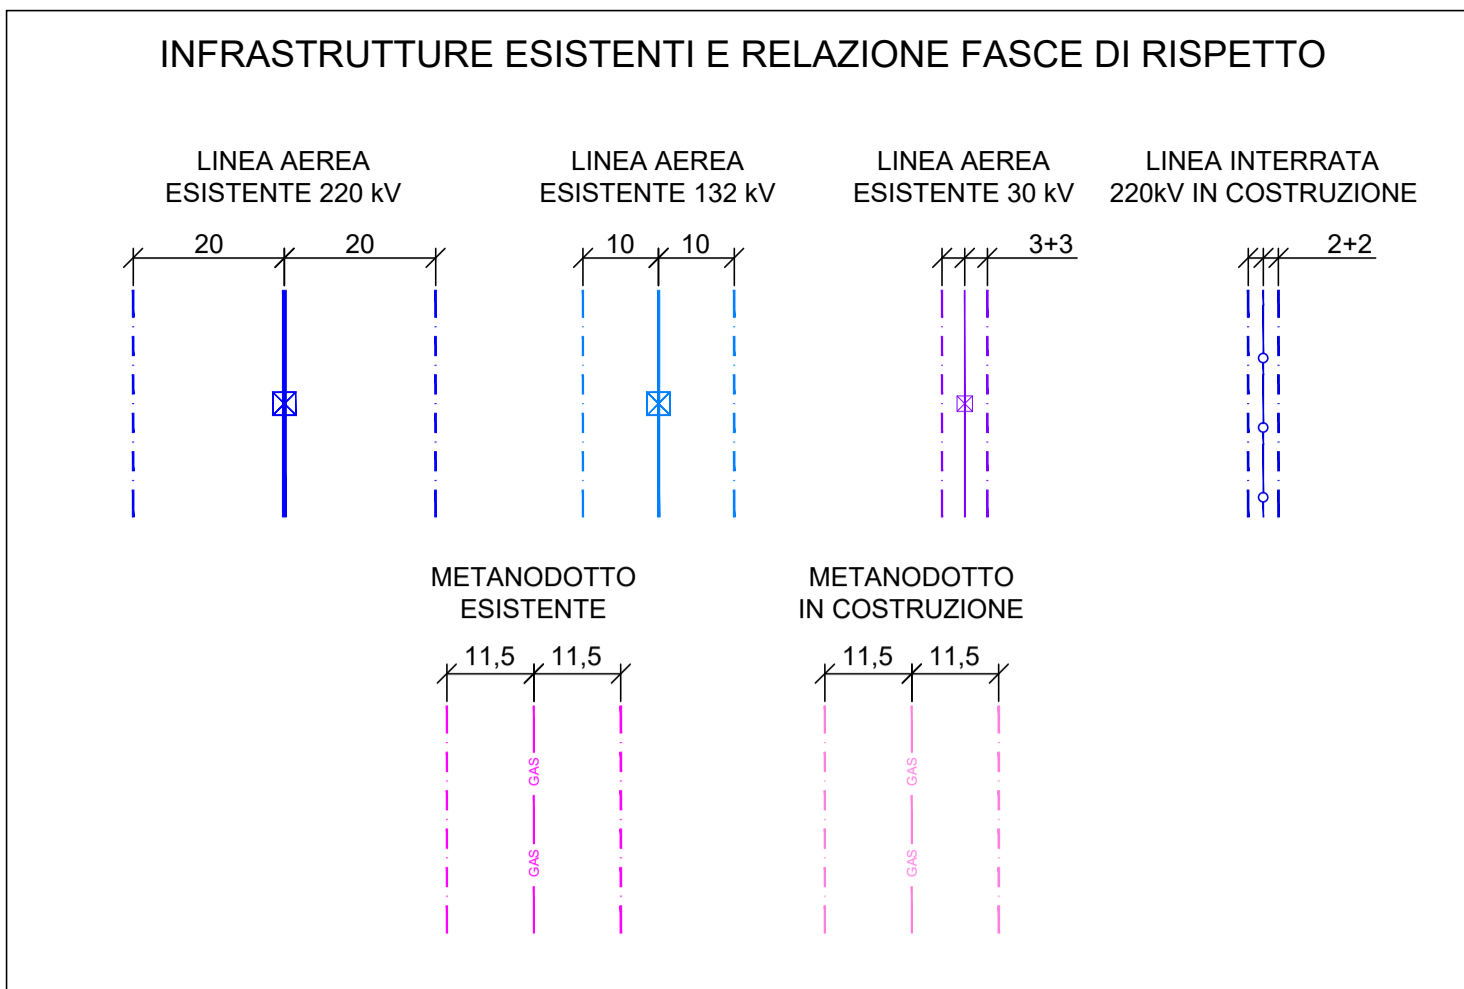 INFRASTRUTTURE ESISTENTI E RELAZIONE FASCE DI RISPETTO
LINEA AEREA
ESISTENTE 220 kV
20 20
LINEA AEREA
ESISTENTE 132 kV
10 10
LINEA AEREA
ESISTENTE 30 kV
3+3
LINEA INTERRATA
220kV IN COSTRUZIONE
2+2
METANODOTTO
ESISTENTE
11,5 11,5
GAS
GAS
METANODOTTO
IN COSTRUZIONE
11,5 11,5
GAS
GAS